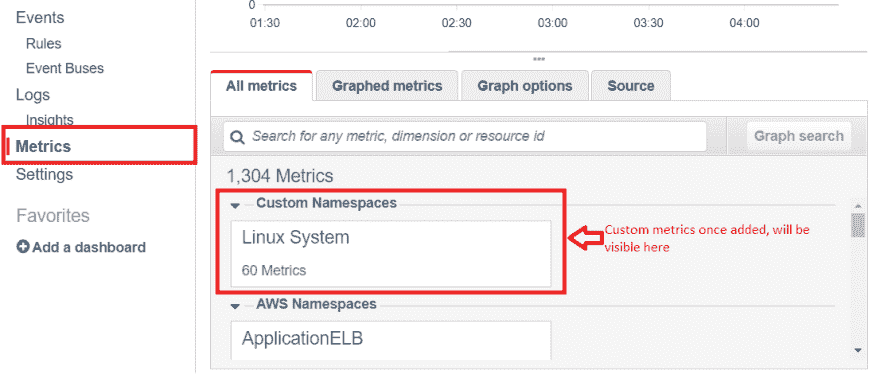 Events
Rules
Event Buses
Logs
Insights
Metrics
Settings
Favorites
Add a dashboard
0
01:30 02:00 02:30 03:00 03:30 04:00
All metrics Graphed metrics Graph options Source
Search for any metric, dimension or resource id Graph search
1,304 Metrics
Custom Namespaces
Linux System
60 Metrics
Custom metrics once added, will be
visible here
AWS Namespaces
ApplicationELB